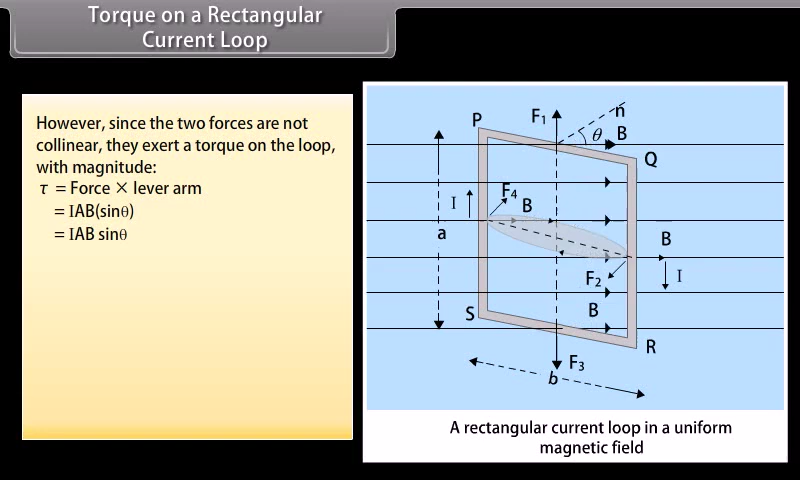 Torque on a Rectangular
Current Loop
However, since the two forces are not
collinear, they exert a torque on the loop,
with magnitude:
τ = Force × lever arm
= IAB(sinθ)
= IAB sinθ
P
F₁
n
θ
B
Q
F₄
I
B
a
B
F₂
I
S
B
R
F₃
b
A rectangular current loop in a uniform
magnetic field